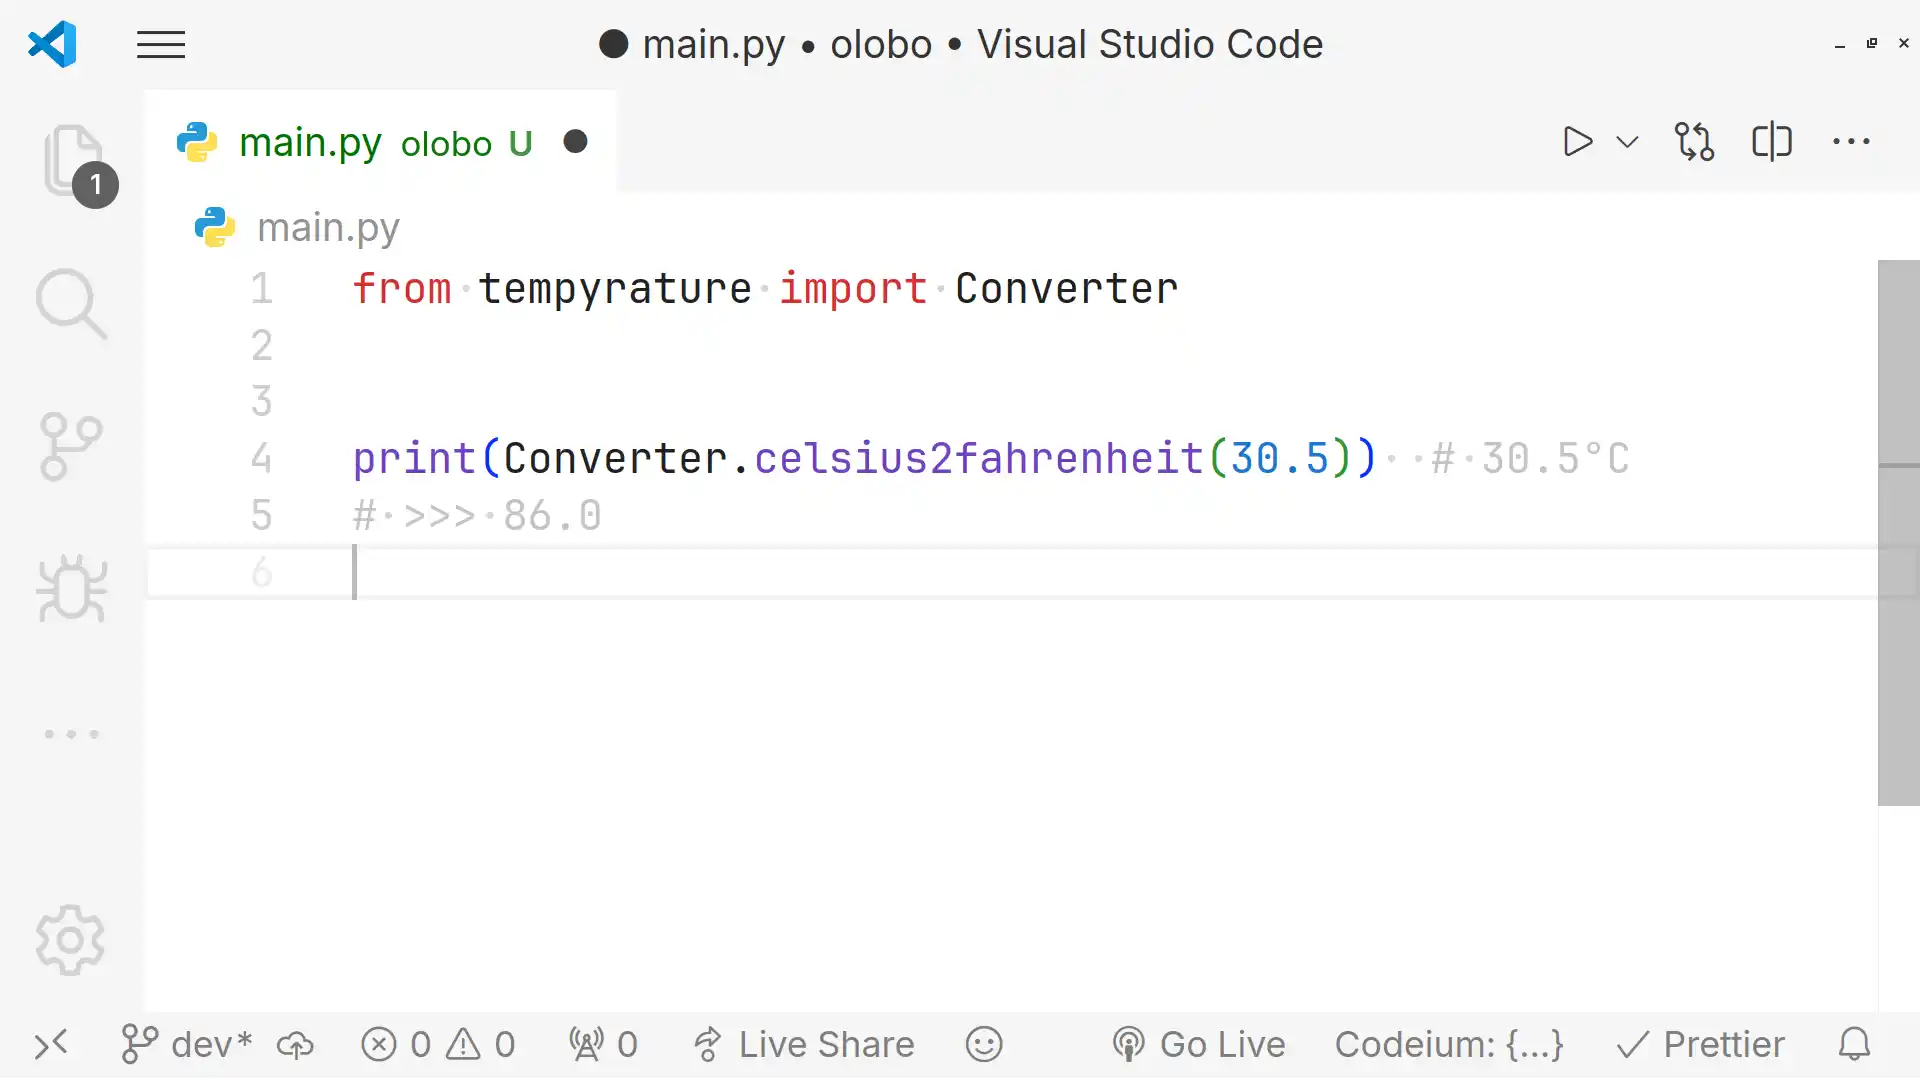 ● main.py • olobo • Visual Studio Code
main.py olobo U ●
1
main.py
1 from tempyrature import Converter
2
3
4 print(Converter.celsius2fahrenheit(30.5))  # 30.5°C
5 # >>> 86.0
6
dev* 0 0 0 Live Share Go Live Codeium: {...} Prettier